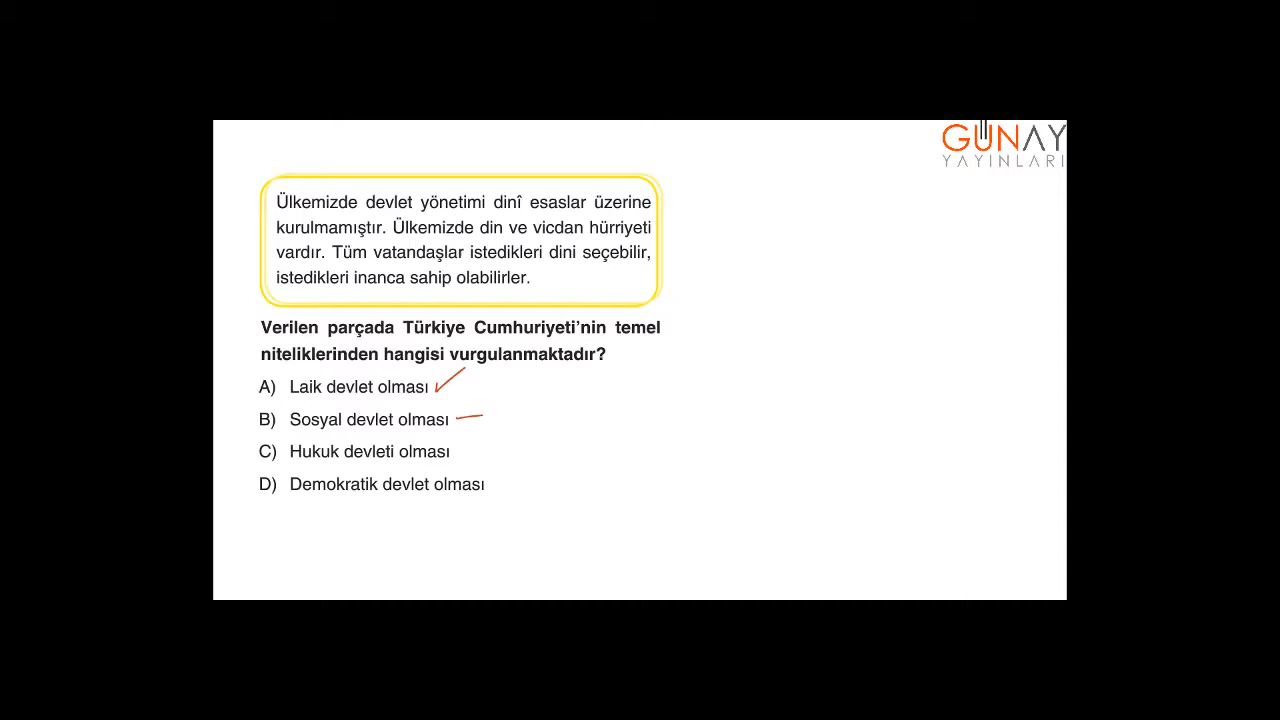 GÜNAY
YAYINLARI
Ülkemizde devlet yönetimi dinî esaslar üzerine
kurulmamıştır. Ülkemizde din ve vicdan hürriyeti
vardır. Tüm vatandaşlar istedikleri dini seçebilir,
istedikleri inanca sahip olabilirler.
Verilen parçada Türkiye Cumhuriyeti’nin temel
niteliklerinden hangisi vurgulanmaktadır?
A) Laik devlet olması
B) Sosyal devlet olması
C) Hukuk devleti olması
D) Demokratik devlet olması